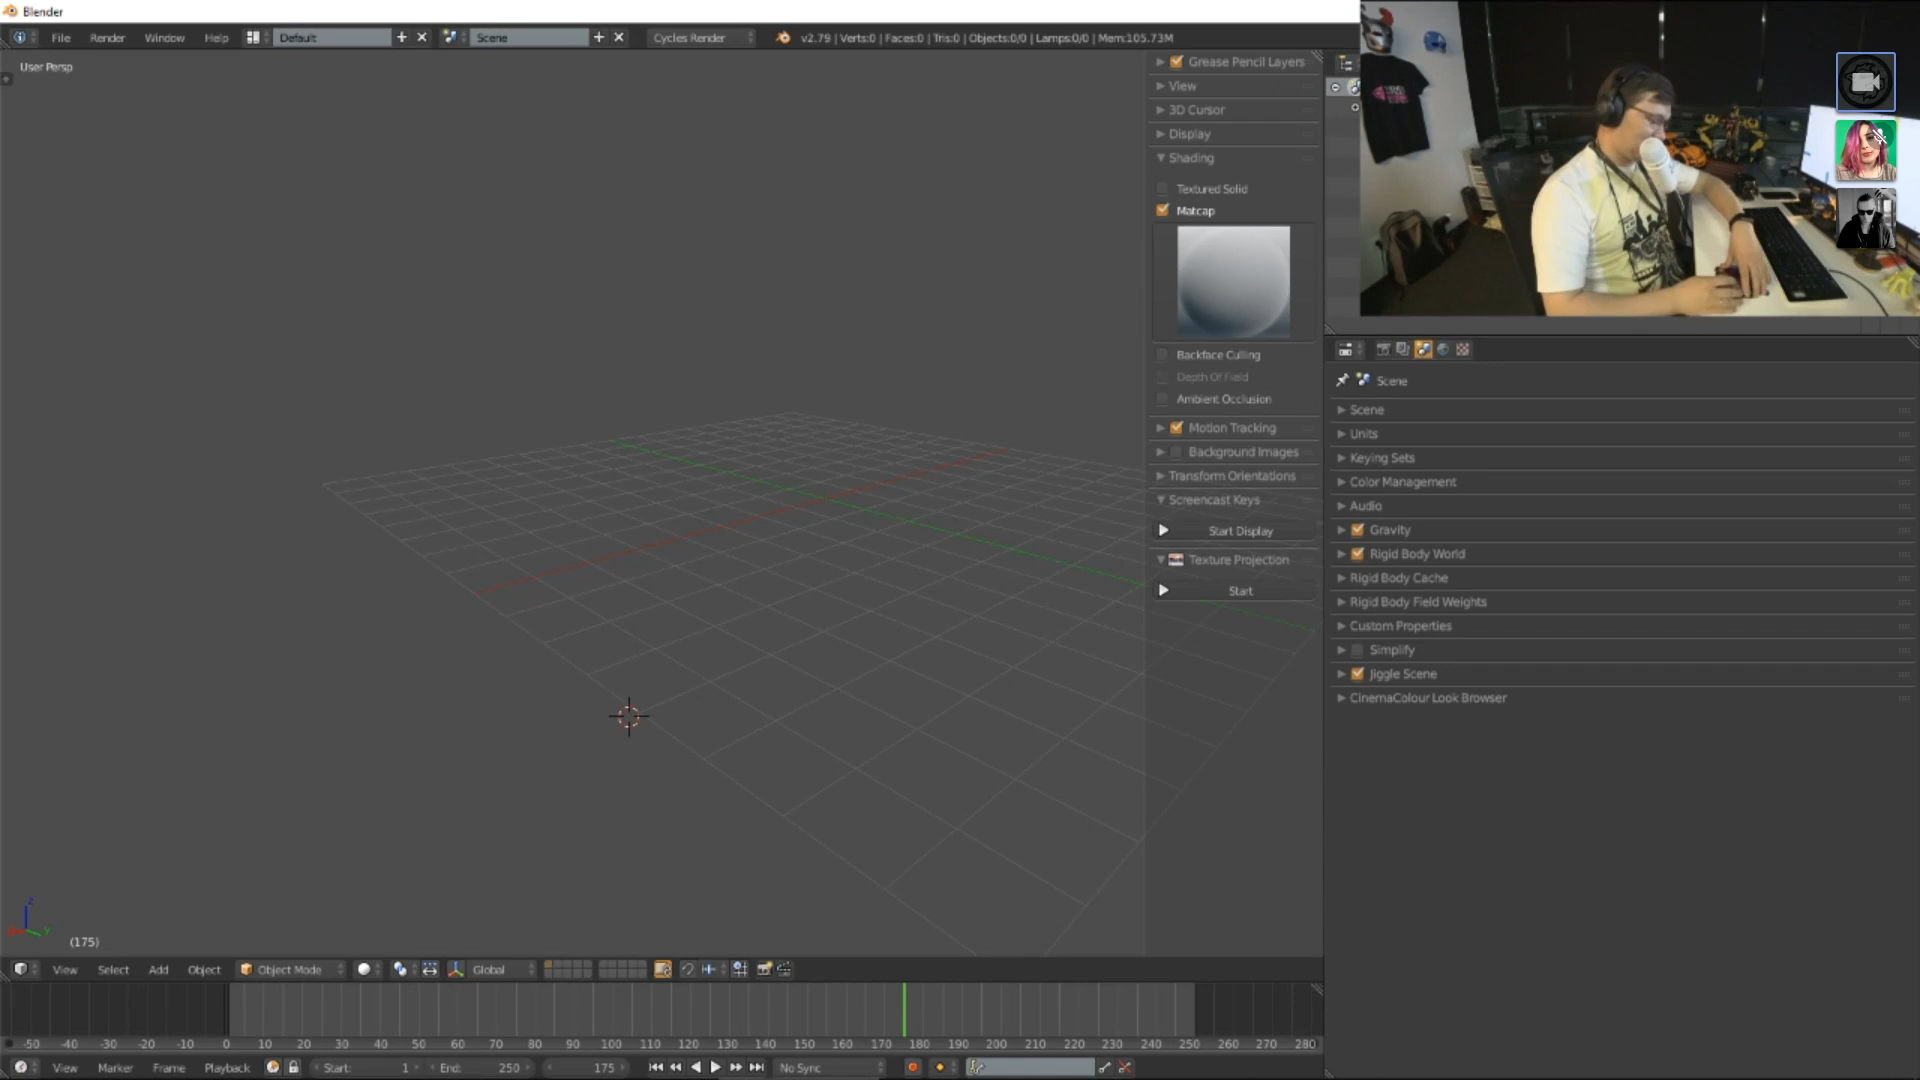 Blender
File Render Window Help Default Scene Cycles Render v2.79 | Verts:0 | Faces:0 | Tris:0 | Objects:0/0 | Lamps:0/0 | Mem:105.73M
User Persp
Grease Pencil Layers
View
3D Cursor
Display
Shading
Textured Solid
Matcap
Backface Culling
Depth Of Field
Ambient Occlusion
Motion Tracking
Background Images
Transform Orientations
Screencast Keys
Start Display
Texture Projection
Start
Scene
Scene
Units
Keying Sets
Color Management
Audio
Gravity
Rigid Body World
Rigid Body Cache
Rigid Body Field Weights
Custom Properties
Simplify
Jiggle Scene
CinemaColour Look Browser
z
y
(175)
View Select Add Object Object Mode Global
-50 -40 -30 -20 -10 0 10 20 30 40 50 60 70 80 90 100 110 120 130 140 150 160 170 180 190 200 210 220 230 240 250 260 270 280
View Marker Frame Playback Start: 1 End: 250 175 No Sync